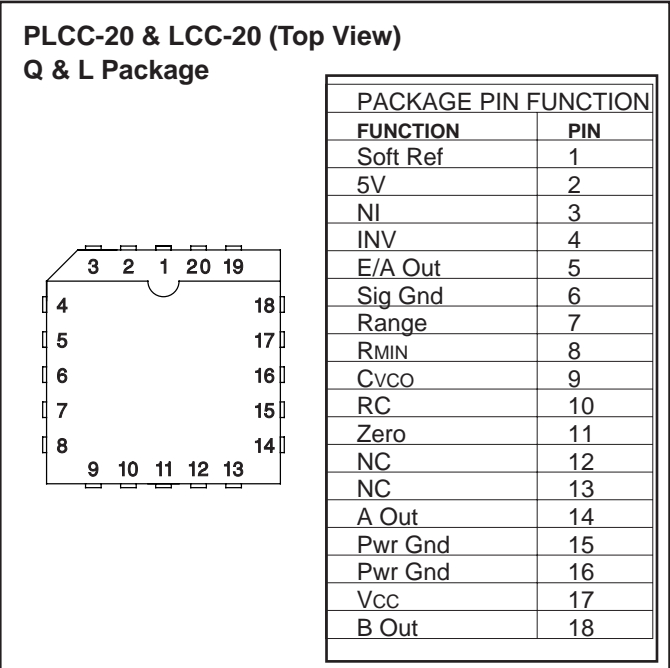 PLCC-20 & LCC-20 (Top View)
Q & L Package
PACKAGE PIN FUNCTION
FUNCTION PIN
Soft Ref 1
5V 2
NI 3
INV 4
E/A Out 5
Sig Gnd 6
Range 7
RMIN 8
CVCO 9
RC 10
Zero 11
NC 12
NC 13
A Out 14
Pwr Gnd 15
Pwr Gnd 16
VCC 17
B Out 18
3 2 1 20 19
4 18
5 17
6 16
7 15
8 14
9 10 11 12 13